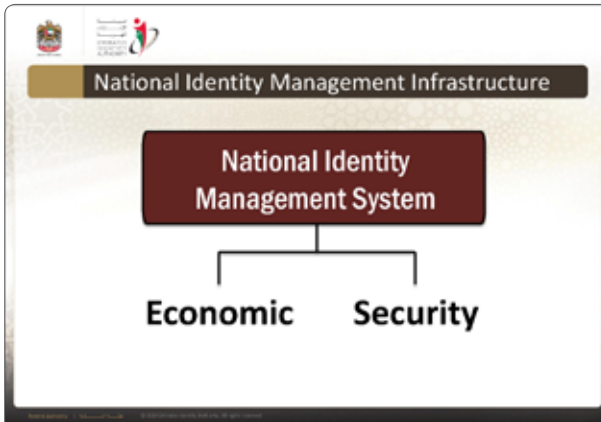 National Identity Management Infrastructure
National Identity
Management System
Economic
Security